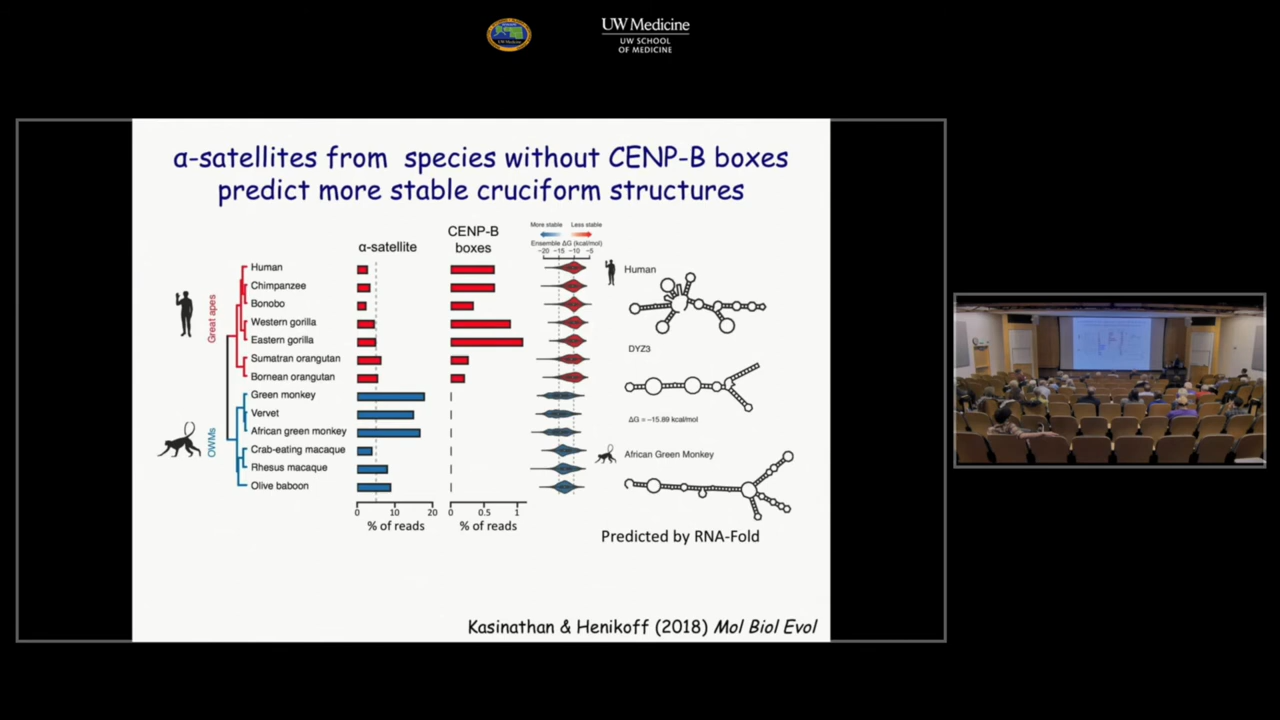 UW Medicine
UW SCHOOL
OF MEDICINE
α-satellites from species without CENP-B boxes
predict more stable cruciform structures
α-satellite
CENP-B
boxes
More stable Less stable
Ensemble ΔG (kcal/mol)
−20 −15 −10 −5
Great apes
Human
Chimpanzee
Bonobo
Western gorilla
Eastern gorilla
Sumatran orangutan
Bornean orangutan
OWMs
Green monkey
Vervet
African green monkey
Crab-eating macaque
Rhesus macaque
Olive baboon
0 10 20
% of reads
0 0.5 1
% of reads
Human
DYZ3
ΔG = −15.89 kcal/mol
African Green Monkey
Predicted by RNA-Fold
Kasinathan & Henikoff (2018) Mol Biol Evol